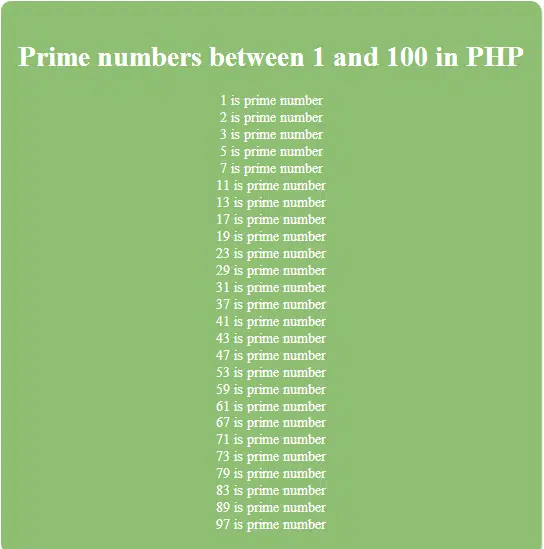 Prime numbers between 1 and 100 in PHP
1 is prime number
2 is prime number
3 is prime number
5 is prime number
7 is prime number
11 is prime number
13 is prime number
17 is prime number
19 is prime number
23 is prime number
29 is prime number
31 is prime number
37 is prime number
41 is prime number
43 is prime number
47 is prime number
53 is prime number
59 is prime number
61 is prime number
67 is prime number
71 is prime number
73 is prime number
79 is prime number
83 is prime number
89 is prime number
97 is prime number